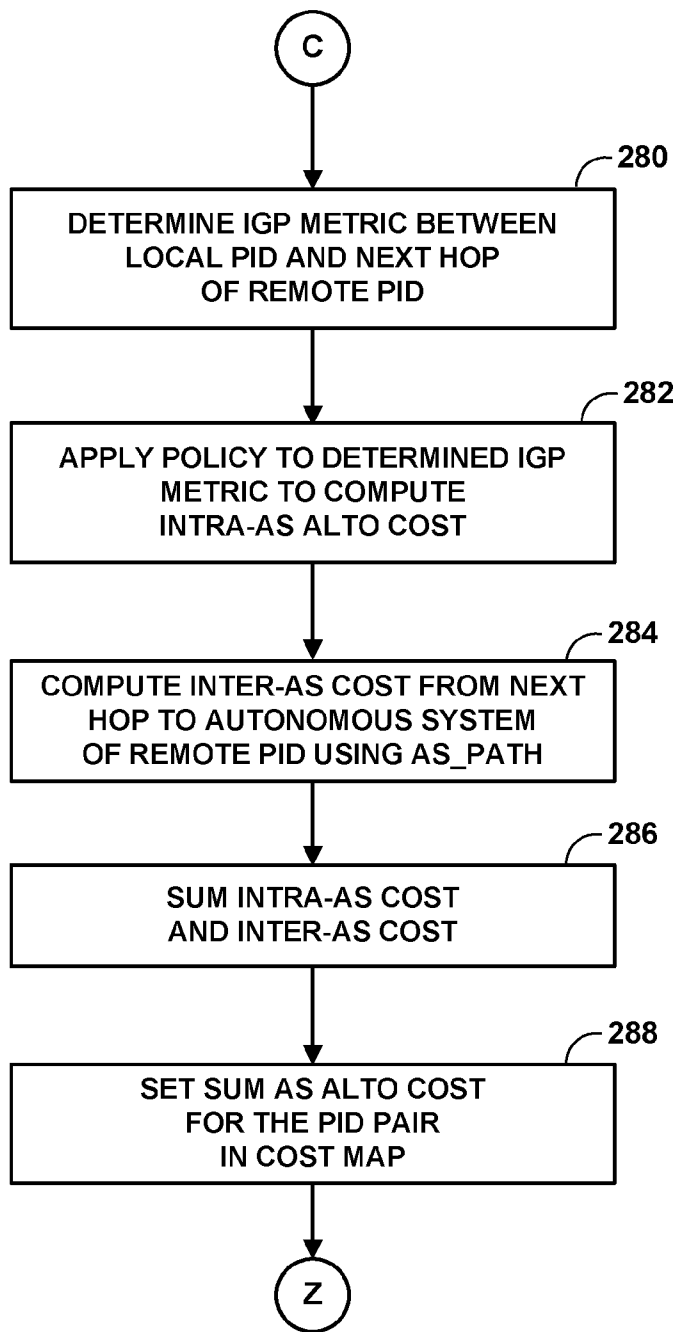 C
280
DETERMINE IGP METRIC BETWEEN
LOCAL PID AND NEXT HOP
OF REMOTE PID
282
APPLY POLICY TO DETERMINED IGP
METRIC TO COMPUTE
INTRA-AS ALTO COST
284
COMPUTE INTER-AS COST FROM NEXT
HOP TO AUTONOMOUS SYSTEM
OF REMOTE PID USING AS_PATH
286
SUM INTRA-AS COST
AND INTER-AS COST
288
SET SUM AS ALTO COST
FOR THE PID PAIR
IN COST MAP
Z